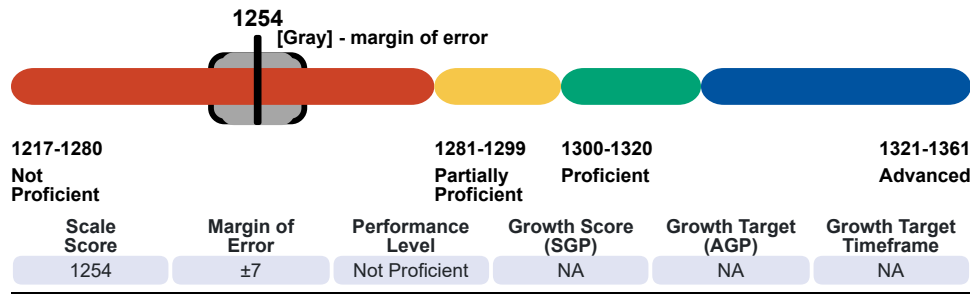 1254
[Gray] - margin of error
1217-1280
Not
Proficient
1281-1299
Partially
Proficient
1300-1320
Proficient
1321-1361
Advanced
Scale
Score
Margin of
Error
Performance
Level
Growth Score
(SGP)
Growth Target
(AGP)
Growth Target
Timeframe
1254
±7
Not Proficient
NA
NA
NA